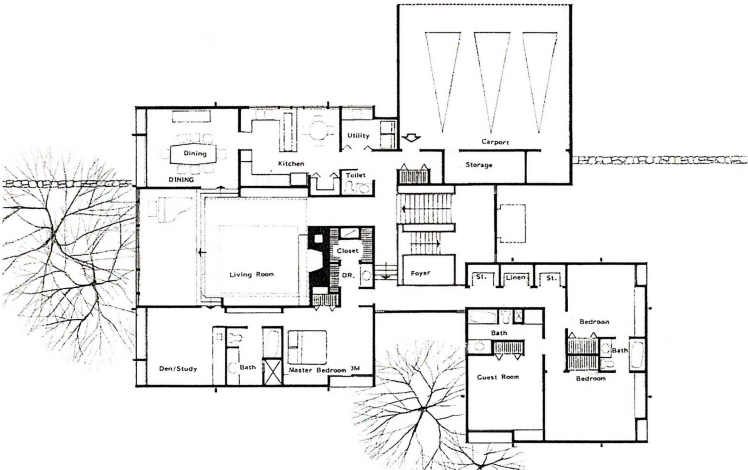 Carport
Utility
Dining
DINING
Kitchen
Storage
Toilet
Closet
Living Room
DR.
Foyer
St.
Linen
St.
Bedroom
Bath
Bath
Den/Study
Bath
Master Bedroom 3M
Guest Room
Bedroom